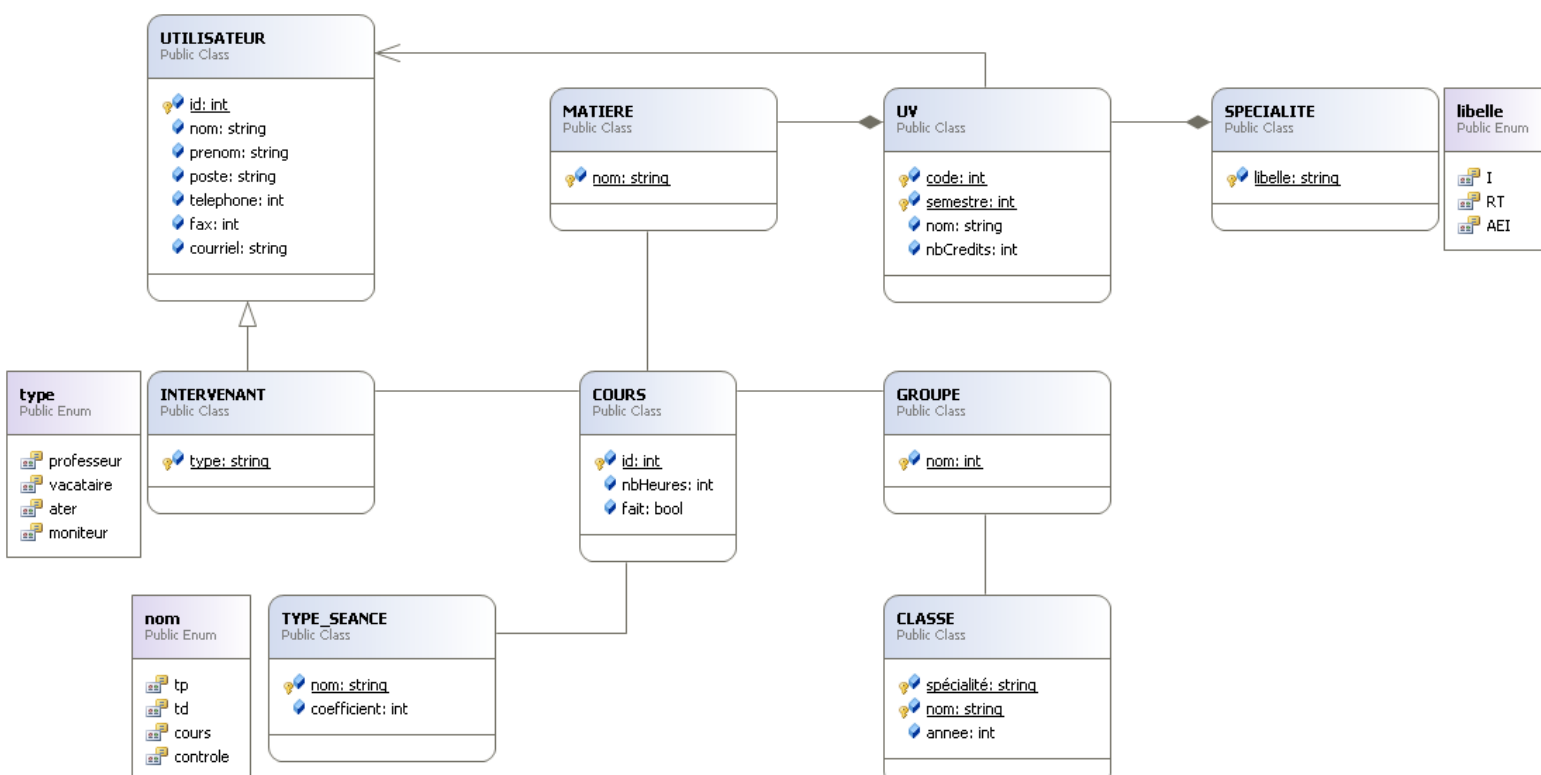 UTILISATEUR
Public Class
id: int
nom: string
prenom: string
poste: string
telephone: int
fax: int
courriel: string
MATIERE
Public Class
nom: string
UV
Public Class
code: int
semestre: int
nom: string
nbCredits: int
SPECIALITE
Public Class
libelle: string
libelle
Public Enum
I
RT
AEI
type
Public Enum
professeur
vacataire
ater
moniteur
INTERVENANT
Public Class
type: string
COURS
Public Class
id: int
nbHeures: int
fait: bool
GROUPE
Public Class
nom: int
nom
Public Enum
tp
td
cours
controle
TYPE_SEANCE
Public Class
nom: string
coefficient: int
CLASSE
Public Class
spécialité: string
nom: string
annee: int